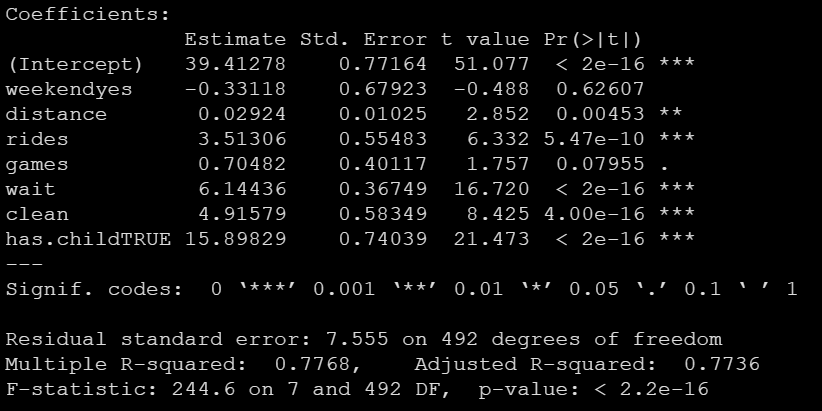 Coefficients:
               Estimate Std. Error t value Pr(>|t|)
(Intercept)    39.41278    0.77164  51.077  < 2e-16 ***
weekendyes     -0.33118    0.67923  -0.488  0.62607
distance        0.02924    0.01025   2.852  0.00453 **
rides           3.51306    0.55483   6.332 5.47e-10 ***
games           0.70482    0.40117   1.757  0.07955 .
wait            6.14436    0.36749  16.720  < 2e-16 ***
clean           4.91579    0.58349   8.425 4.00e-16 ***
has.childTRUE  15.89829    0.74039  21.473  < 2e-16 ***
---
Signif. codes:  0 ‘***’ 0.001 ‘**’ 0.01 ‘*’ 0.05 ‘.’ 0.1 ‘ ’ 1
Residual standard error: 7.555 on 492 degrees of freedom
Multiple R-squared:  0.7768,    Adjusted R-squared:  0.7736
F-statistic: 244.6 on 7 and 492 DF,  p-value: < 2.2e-16